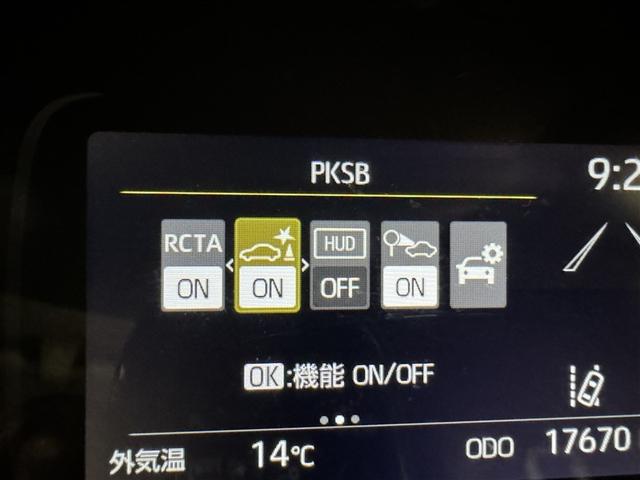 PKSB
9:2
RCTA
ON
ON
HUD
OFF
ON
OK:機能 ON/OFF
外気温 14℃ ODO 17670